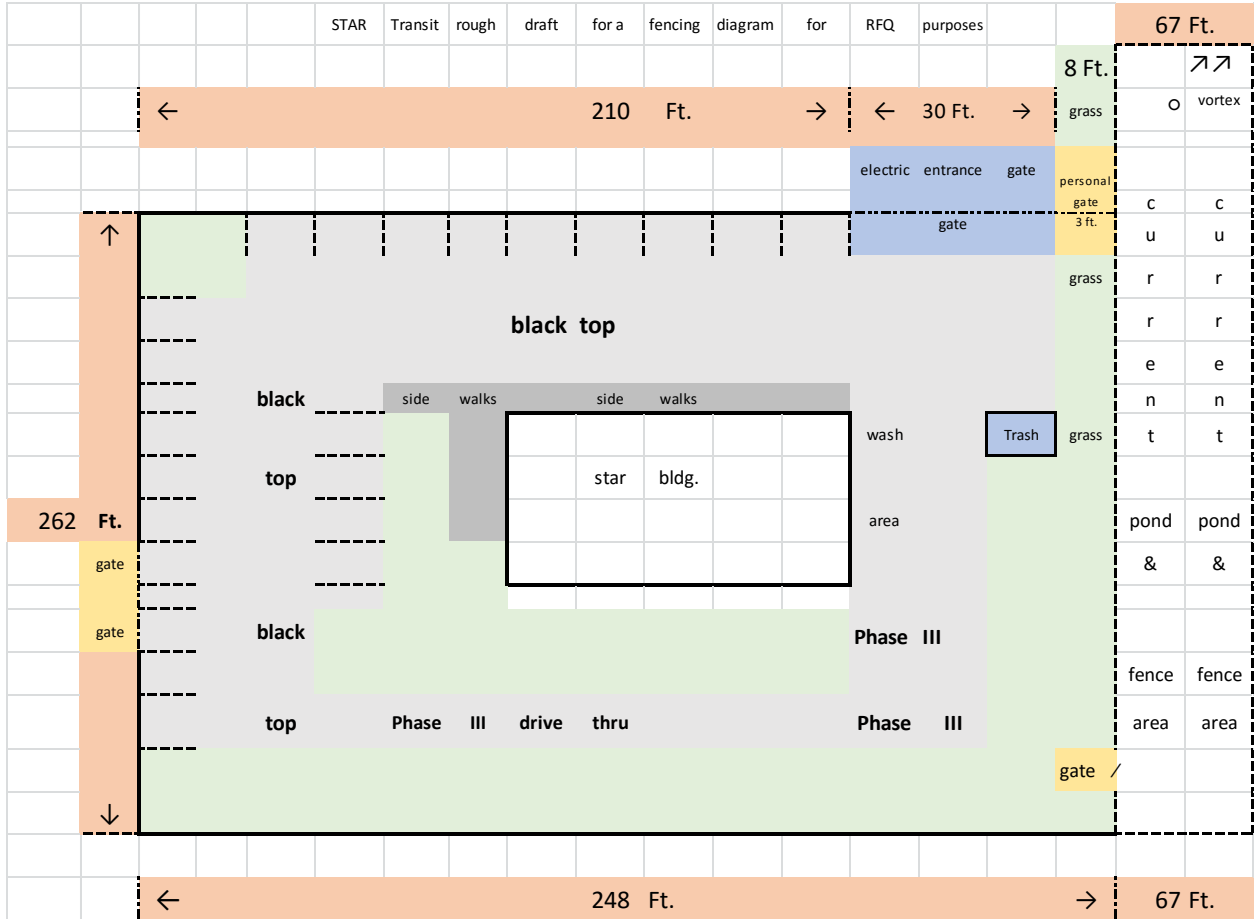 STAR Transit rough draft for a fencing diagram for RFQ purposes 67 Ft.
8 Ft. ↗↗
← 210 Ft. → ← 30 Ft. → grass o vortex
electric entrance gate
personal
gate c c
↑ gate 3 ft. u u
grass r r
black top r r
e e
black side walks side walks n n
wash Trash grass t t
top star bldg.
262 Ft. area pond pond
gate & &
gate black Phase III
fence fence
top Phase III drive thru Phase III area area
gate /
↓
← 248 Ft. → 67 Ft.